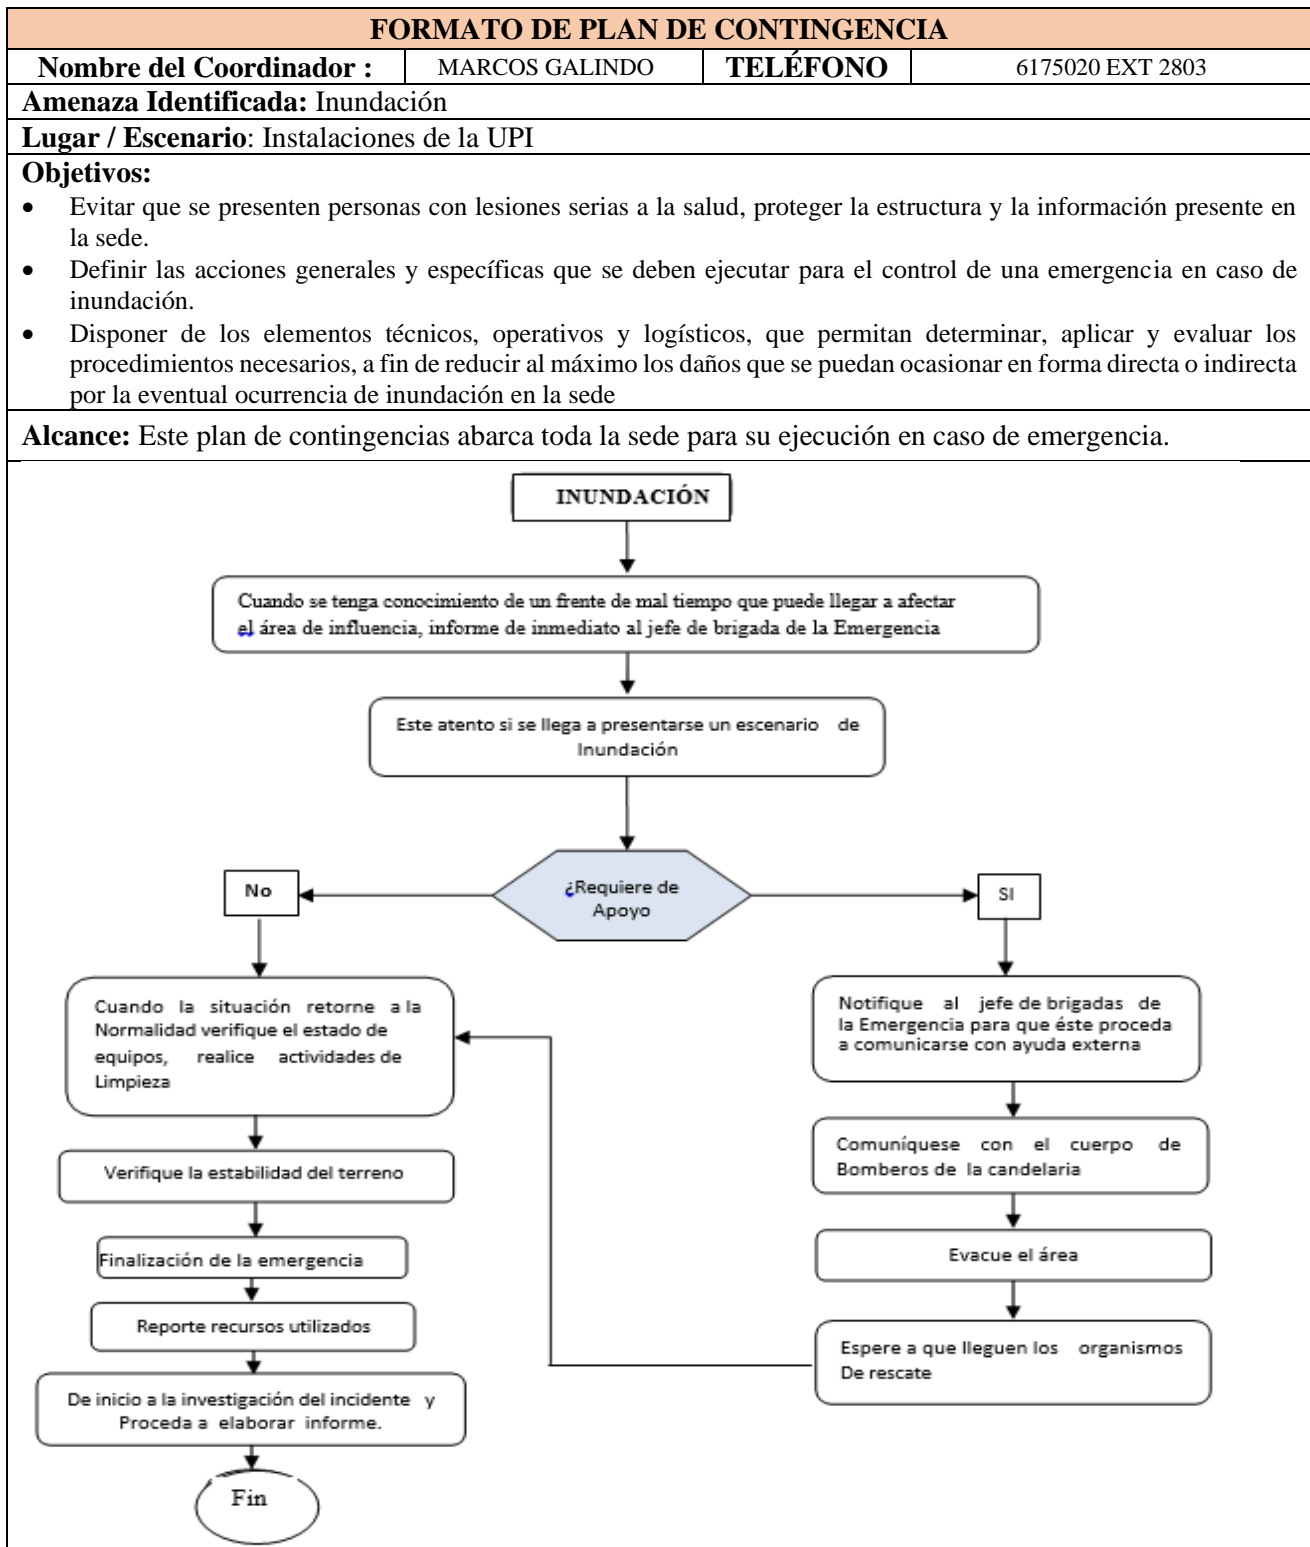 FORMATO DE PLAN DE CONTINGENCIA
Nombre del Coordinador : MARCOS GALINDO TELÉFONO 6175020 EXT 2803
Amenaza Identificada: Inundación
Lugar / Escenario: Instalaciones de la UPI
Objetivos:
• Evitar que se presenten personas con lesiones serias a la salud, proteger la estructura y la información presente en
la sede.
• Definir las acciones generales y específicas que se deben ejecutar para el control de una emergencia en caso de
inundación.
• Disponer de los elementos técnicos, operativos y logísticos, que permitan determinar, aplicar y evaluar los
procedimientos necesarios, a fin de reducir al máximo los daños que se puedan ocasionar en forma directa o indirecta
por la eventual ocurrencia de inundación en la sede
Alcance: Este plan de contingencias abarca toda la sede para su ejecución en caso de emergencia.
INUNDACIÓN
Cuando se tenga conocimiento de un frente de mal tiempo que puede llegar a afectar
el área de influencia, informe de inmediato al jefe de brigada de la Emergencia
Este atento si se llega a presentarse un escenario de
Inundación
¿Requiere de
Apoyo
No
SI
Cuando la situación retorne a la
Normalidad verifique el estado de
equipos, realice actividades de
Limpieza
Verifique la estabilidad del terreno
Finalización de la emergencia
Reporte recursos utilizados
De inicio a la investigación del incidente y
Proceda a elaborar informe.
Fin
Notifique al jefe de brigadas de
la Emergencia para que éste proceda
a comunicarse con ayuda externa
Comuníquese con el cuerpo de
Bomberos de la candelaria
Evacue el área
Espere a que lleguen los organismos
De rescate